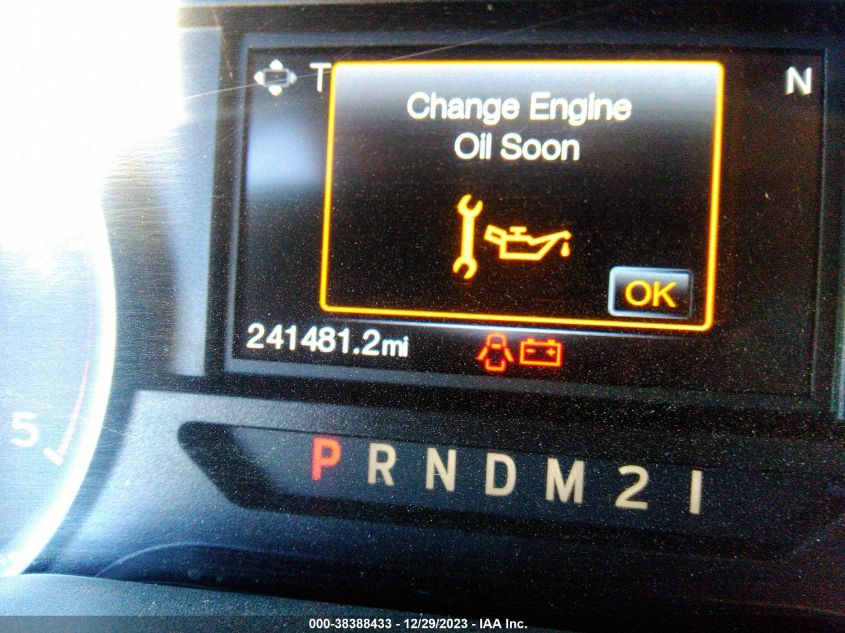 T
N
Change Engine
Oil Soon
OK
241481.2mi
5
P R N D M 2 1
000-38388433 - 12/29/2023 - IAA Inc.